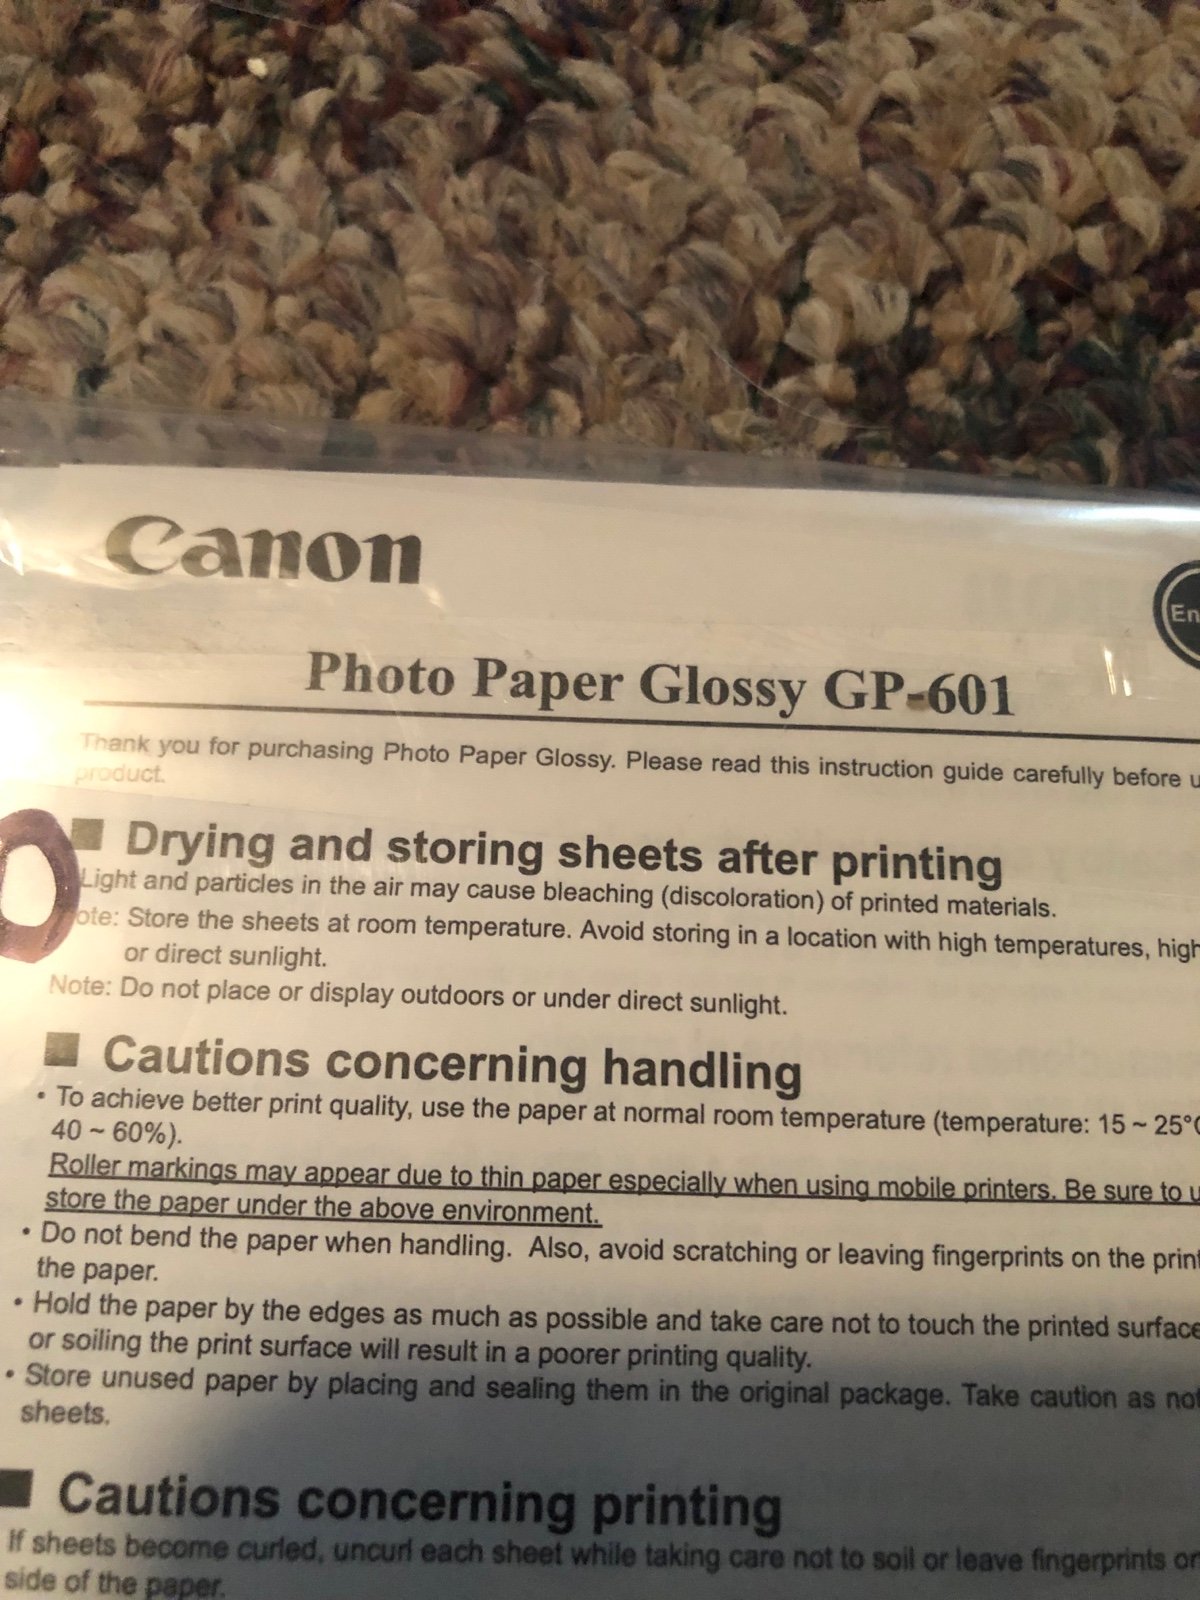 Canon
En
Photo Paper Glossy GP-601
Thank you for purchasing Photo Paper Glossy. Please read this instruction guide carefully before u
product.
■ Drying and storing sheets after printing
Light and particles in the air may cause bleaching (discoloration) of printed materials.
ote: Store the sheets at room temperature. Avoid storing in a location with high temperatures, high
or direct sunlight.
Note: Do not place or display outdoors or under direct sunlight.
■ Cautions concerning handling
• To achieve better print quality, use the paper at normal room temperature (temperature: 15 ~ 25°C
40 ~ 60%).
Roller markings may appear due to thin paper especially when using mobile printers. Be sure to u
store the paper under the above environment.
• Do not bend the paper when handling. Also, avoid scratching or leaving fingerprints on the print
the paper.
• Hold the paper by the edges as much as possible and take care not to touch the printed surface
or soiling the print surface will result in a poorer printing quality.
• Store unused paper by placing and sealing them in the original package. Take caution as not
sheets.
■ Cautions concerning printing
If sheets become curled, uncurl each sheet while taking care not to soil or leave fingerprints on
side of the paper.